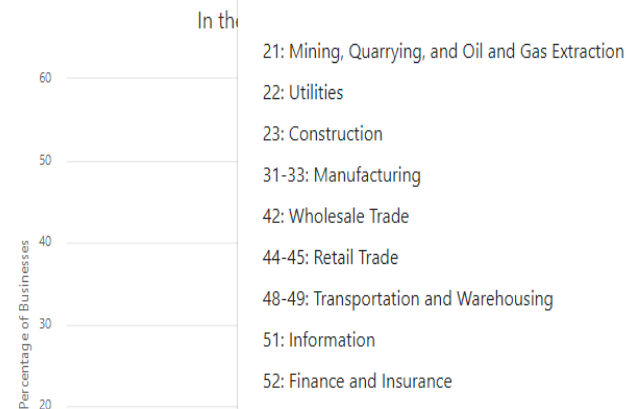 In the
21: Mining, Quarrying, and Oil and Gas Extraction
60
22: Utilities
23: Construction
50
31-33: Manufacturing
42: Wholesale Trade
40
44-45: Retail Trade
48-49: Transportation and Warehousing
30
51: Information
52: Finance and Insurance
20
Percentage of Businesses